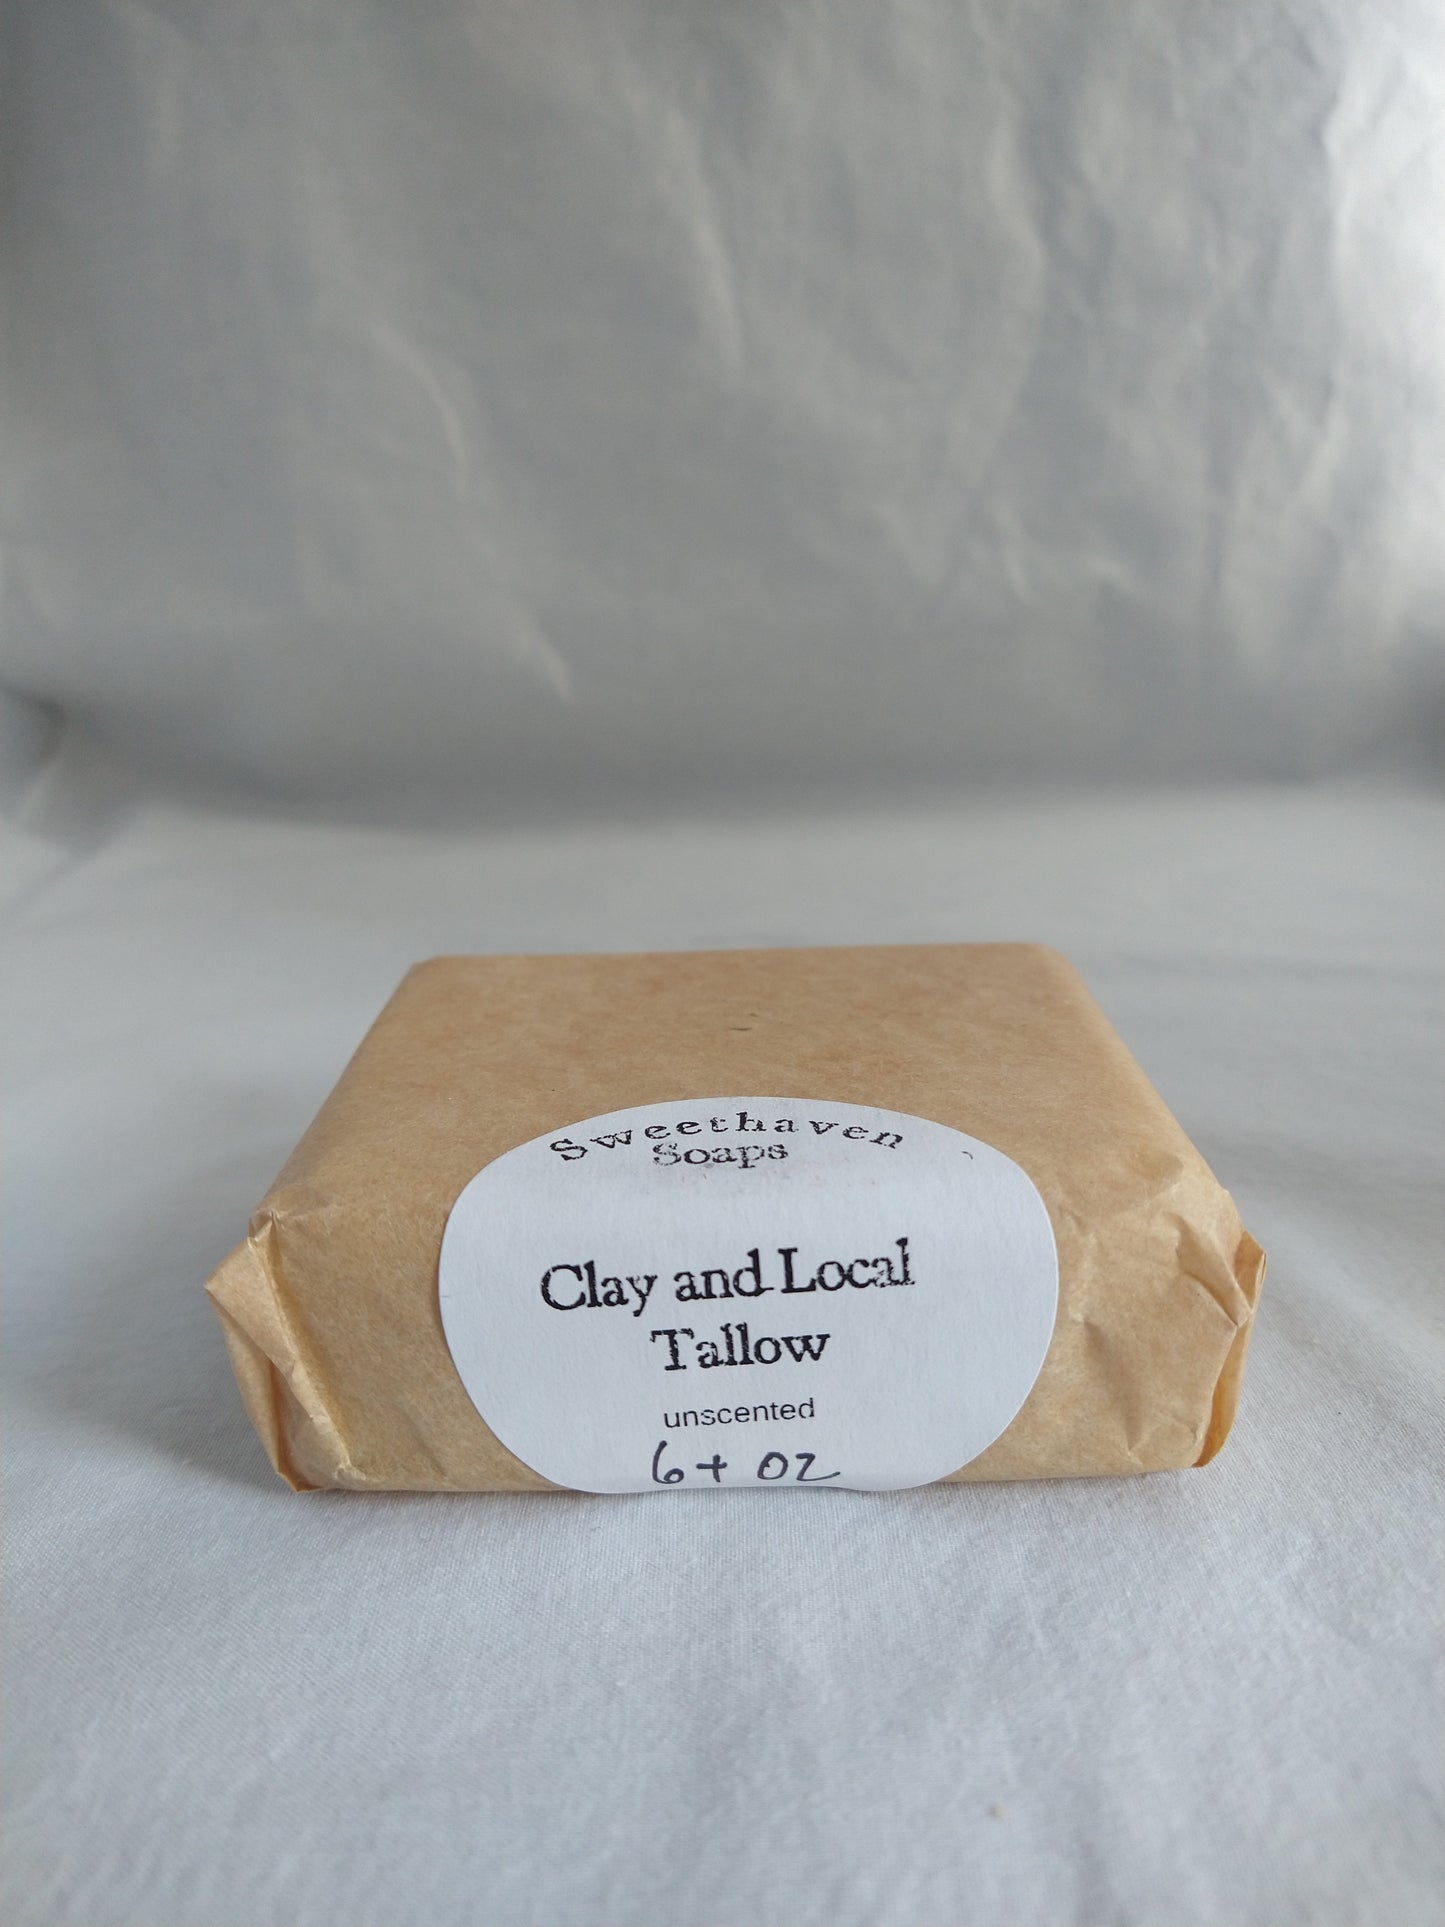 Sweethaven
Soaps
Clay and Local
Tallow
unscented
6+ oz